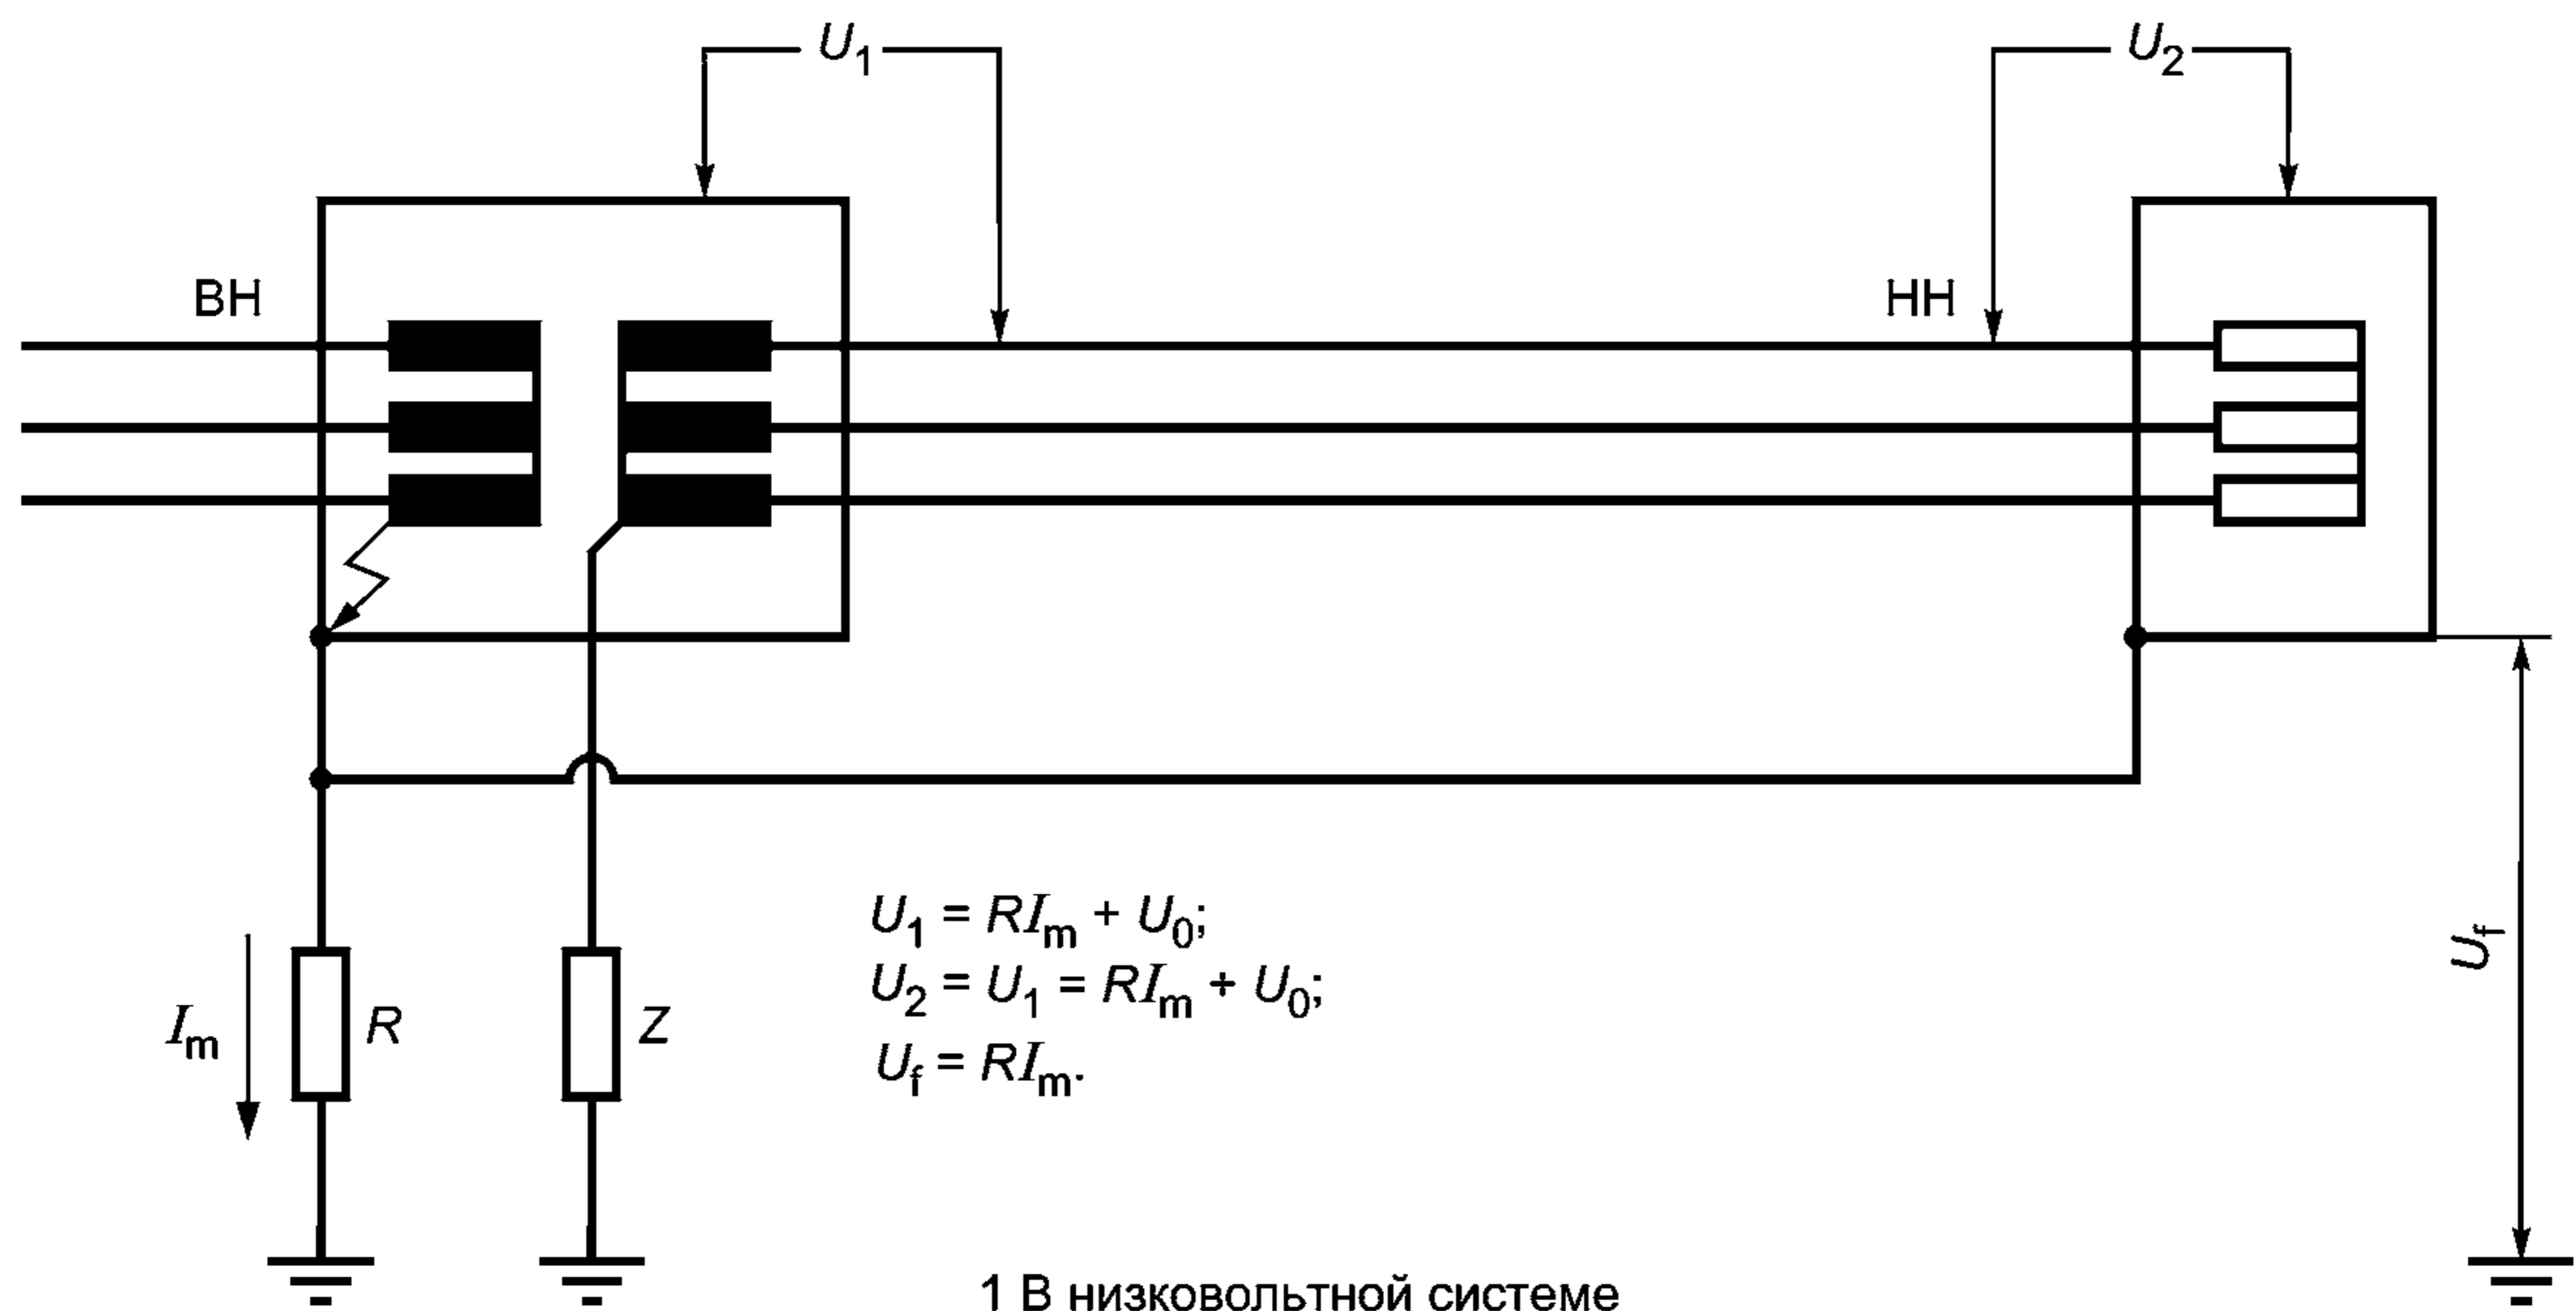 U1
U2
ВН
НН
U1 = RIm + U0;
U2 = U1 = RIm + U0;
Uf = RIm.
Im
R
Z
Uf
1 В низковольтной системе